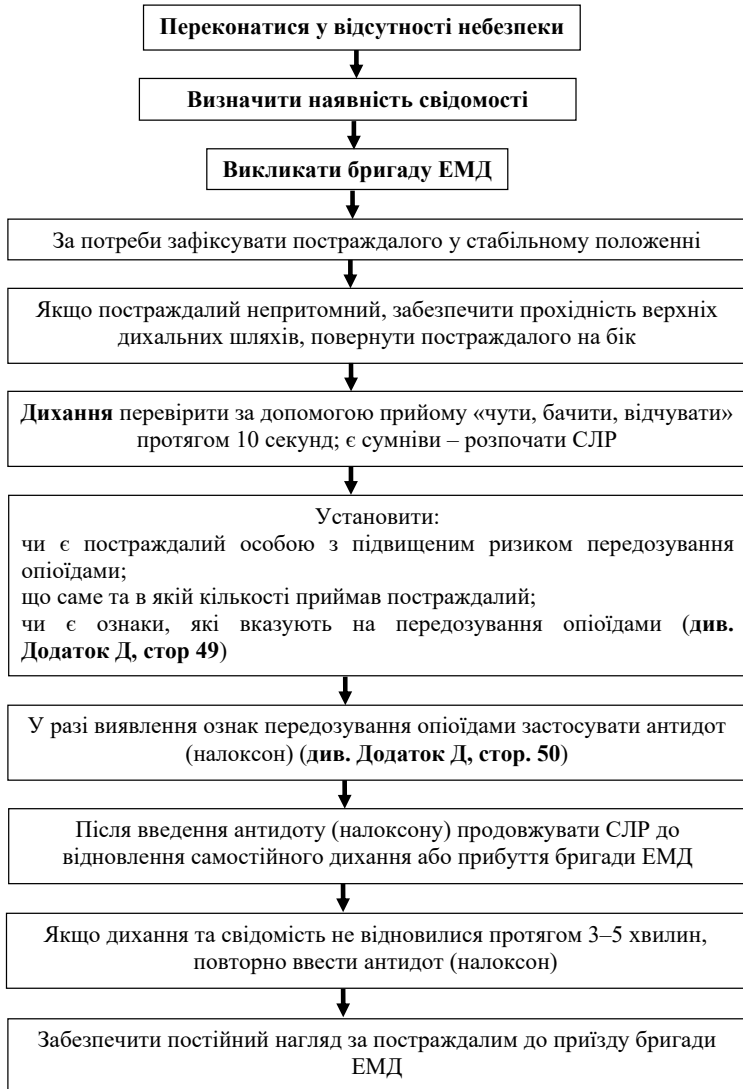 Переконатися у відсутності небезпеки
Визначити наявність свідомості
Викликати бригаду ЕМД
За потреби зафіксувати постраждалого у стабільному положенні
Якщо постраждалий непритомний, забезпечити прохідність верхніх
дихальних шляхів, повернути постраждалого на бік
Дихання перевірити за допомогою прийому «чути, бачити, відчувати»
протягом 10 секунд; є сумніви – розпочати СЛР
Установити:
чи є постраждалий особою з підвищеним ризиком передозування
опіоїдами;
що саме та в якій кількості приймав постраждалий;
чи є ознаки, які вказують на передозування опіоїдами (див.
Додаток Д, стор 49)
У разі виявлення ознак передозування опіоїдами застосувати антидот
(налоксон) (див. Додаток Д, стор. 50)
Після введення антидоту (налоксону) продовжувати СЛР до
відновлення самостійного дихання або прибуття бригади ЕМД
Якщо дихання та свідомість не відновилися протягом 3–5 хвилин,
повторно ввести антидот (налоксон)
Забезпечити постійний нагляд за постраждалим до приїзду бригади
ЕМД